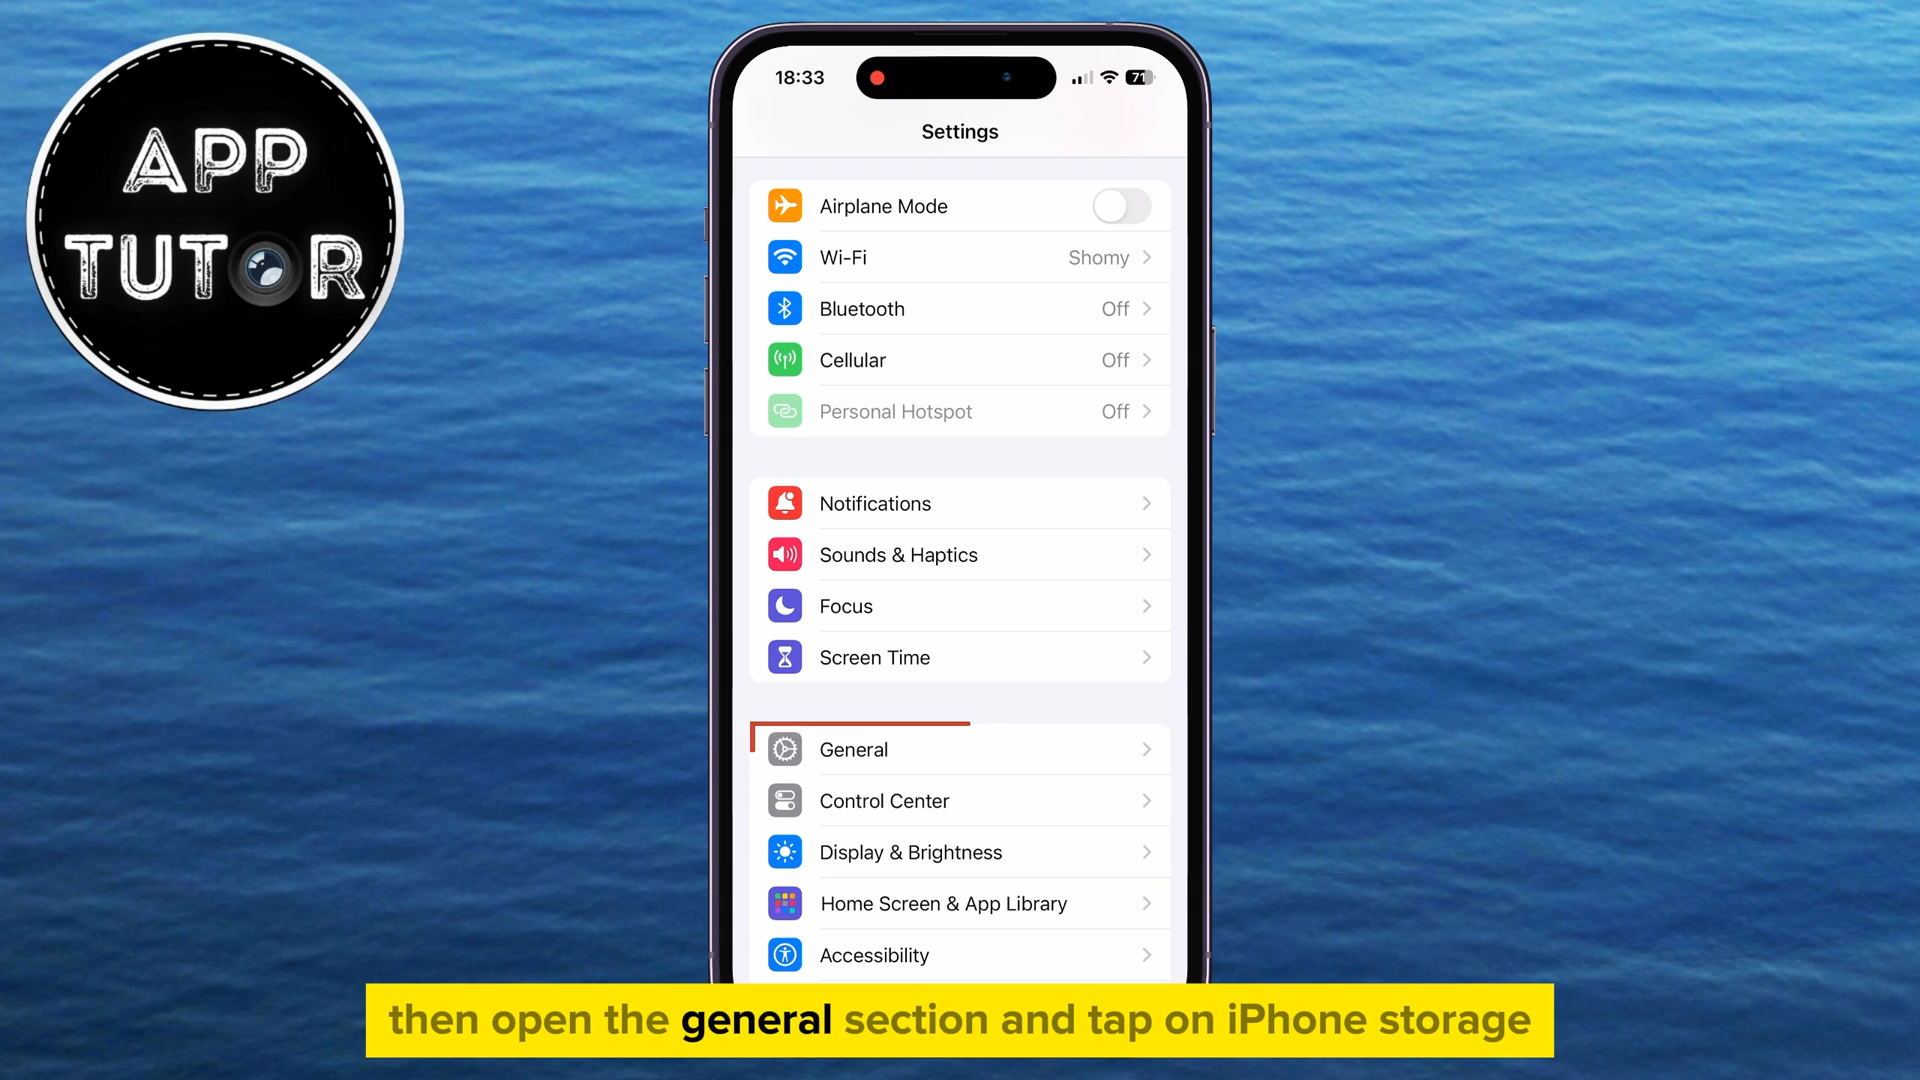 APP
TUTOR
18:33
71
Settings
Airplane Mode
Wi-Fi Shomy
Bluetooth Off
Cellular Off
Personal Hotspot Off
Notifications
Sounds & Haptics
Focus
Screen Time
General
Control Center
Display & Brightness
Home Screen & App Library
Accessibility
then open the general section and tap on iPhone storage